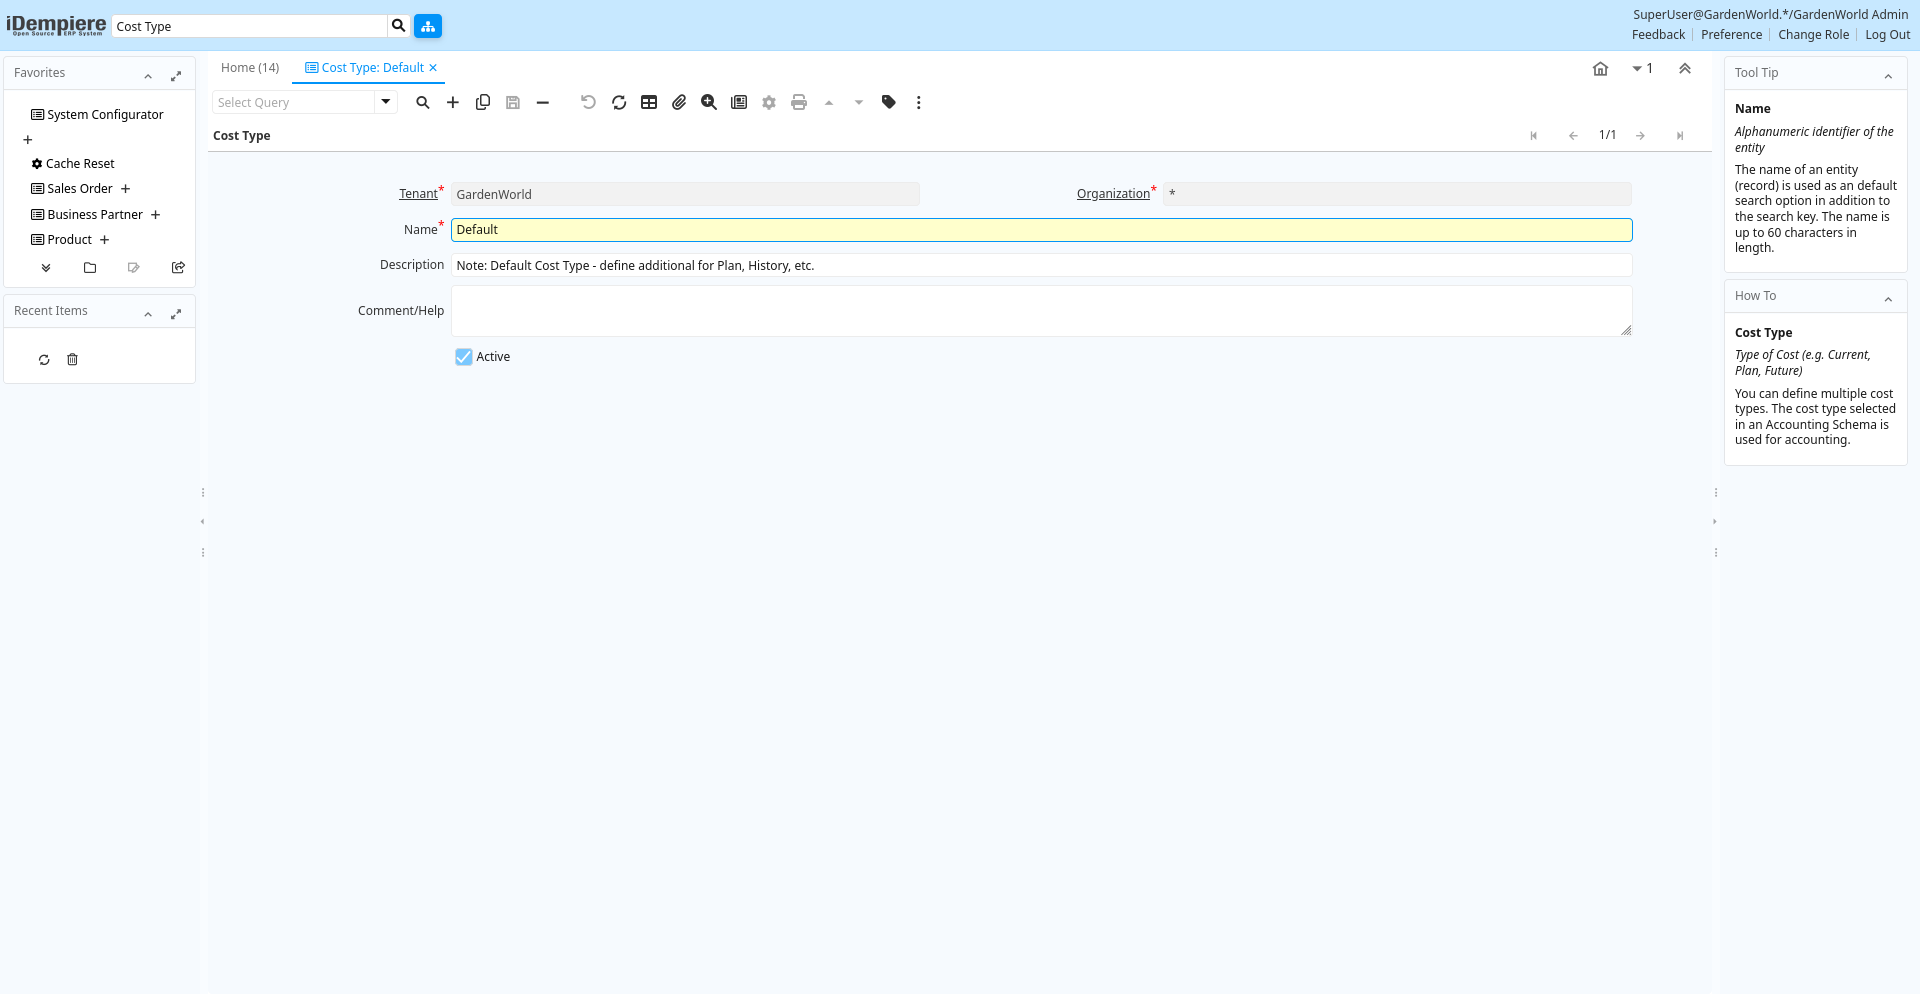 iDempiere
Open Source ERP System
Cost Type
SuperUser@GardenWorld.*/GardenWorld Admin
Feedback
Preference
Change Role
Log Out
Favorites
System Configurator
Cache Reset
Sales Order
Business Partner
Product
Recent Items
Home (14)
Cost Type: Default
1
Select Query
Cost Type
1/1
Tenant*
GardenWorld
Organization*
*
Name*
Default
Description
Note: Default Cost Type - define additional for Plan, History, etc.
Comment/Help
Active
Tool Tip
Name
Alphanumeric identifier of the
entity
The name of an entity
(record) is used as an default
search option in addition to
the search key. The name is
up to 60 characters in
length.
How To
Cost Type
Type of Cost (e.g. Current,
Plan, Future)
You can define multiple cost
types. The cost type selected
in an Accounting Schema is
used for accounting.